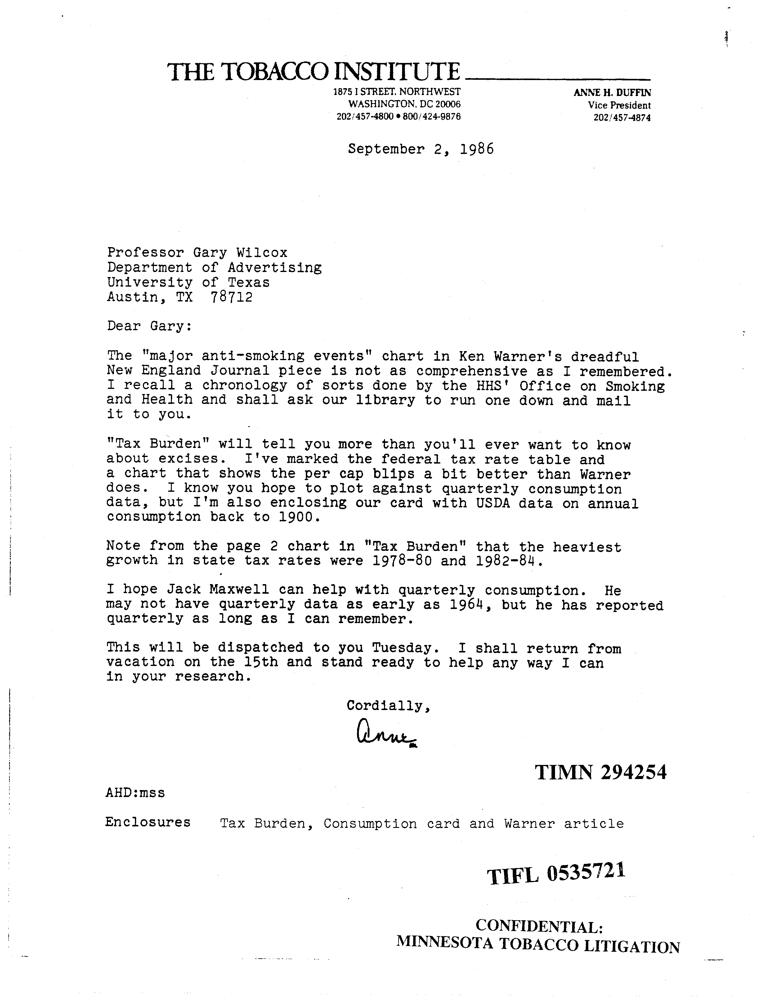 THE TOBACCO INSTITUTE
1875 I STREET, NORTHWEST
WASHINGTON, DC 20006
202/457-4800 • 800/424-9876
ANNE H. DUFFIN
Vice President
202/457-4874
September 2, 1986
Professor Gary Wilcox
Department of Advertising
University of Texas
Austin, TX 78712
Dear Gary:
The "major anti-smoking events" chart in Ken Warner's dreadful
New England Journal piece is not as comprehensive as I remembered.
I recall a chronology of sorts done by the HHS' Office on Smoking
and Health and shall ask our library to run one down and mail
it to you.
"Tax Burden" will tell you more than you'll ever want to know
about excises. I've marked the federal tax rate table and
a chart that shows the per cap blips a bit better than Warner
does. I know you hope to plot against quarterly consumption
data, but I'm also enclosing our card with USDA data on annual
consumption back to 1900.
Note from the page 2 chart in "Tax Burden" that the heaviest
growth in state tax rates were 1978-80 and 1982-84.
I hope Jack Maxwell can help with quarterly consumption. He
may not have quarterly data as early as 1964, but he has reported
quarterly as long as I can remember.
This will be dispatched to you Tuesday. I shall return from
vacation on the 15th and stand ready to help any way I can
in your research.
Cordially,
Anne
TIMN 294254
AHD:mss
Enclosures Tax Burden, Consumption card and Warner article
TIFL 0535721
CONFIDENTIAL:
MINNESOTA TOBACCO LITIGATION